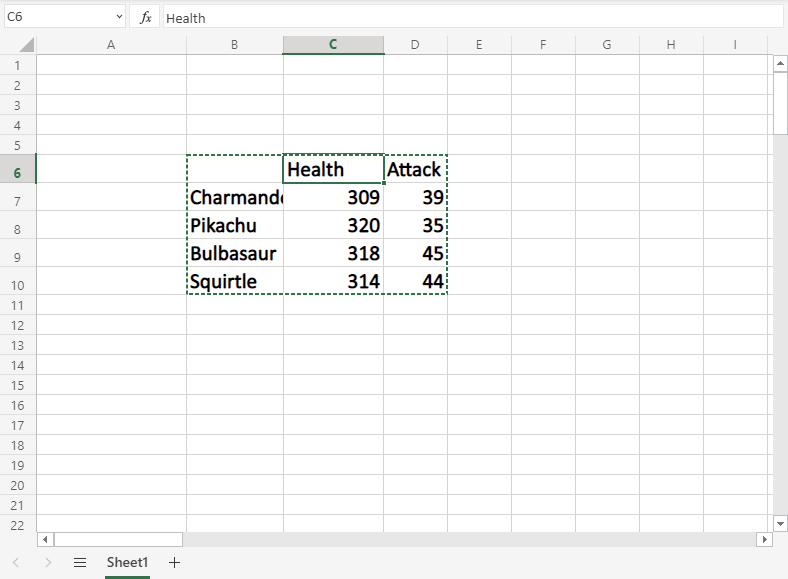 C6 fx Health
A B C D E F G H I
1
2
3
4
5
6 Health Attack
7 Charmand 309 39
8 Pikachu 320 35
9 Bulbasaur 318 45
10 Squirtle 314 44
11
12
13
14
15
16
17
18
19
20
21
22
Sheet1